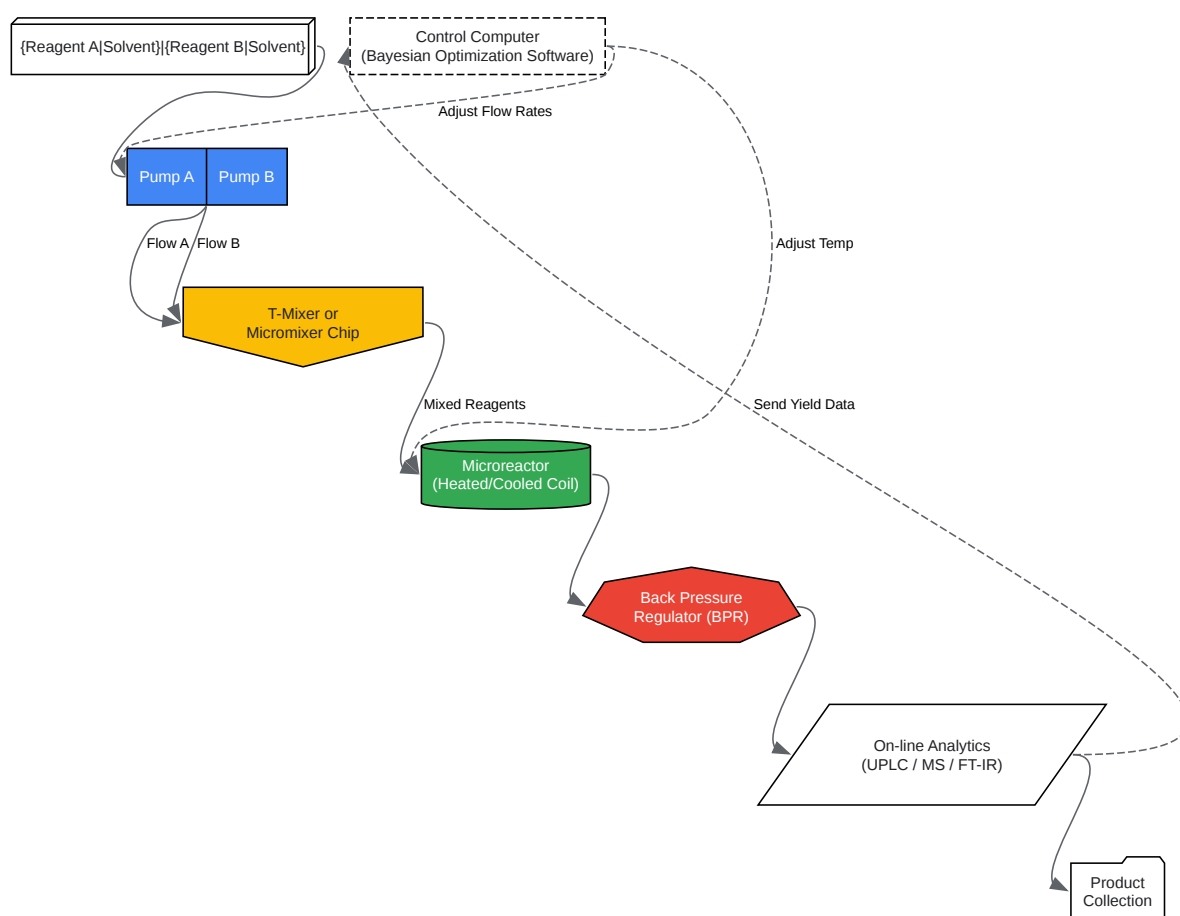 {Reagent A|Solvent}|{Reagent B|Solvent}
Control Computer
(Bayesian Optimization Software)
Adjust Flow Rates
Pump A
Pump B
Flow A
Flow B
Adjust Temp
T-Mixer or
Micromixer Chip
Mixed Reagents
Send Yield Data
Microreactor
(Heated/Cooled Coil)
Back Pressure
Regulator (BPR)
On-line Analytics
(UPLC / MS / FT-IR)
Product
Collection